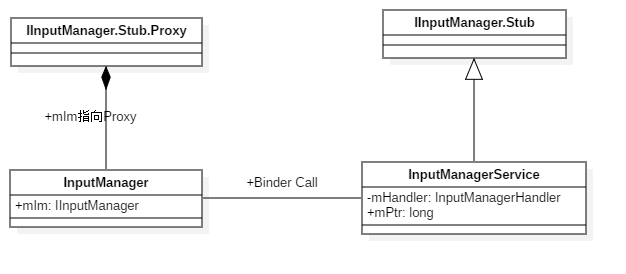 IInputManager.Stub.Proxy
IInputManager.Stub
+mIm指向Proxy
InputManager
+mIm: IInputManager
+Binder Call
InputManagerService
-mHandler: InputManagerHandler
+mPtr: long